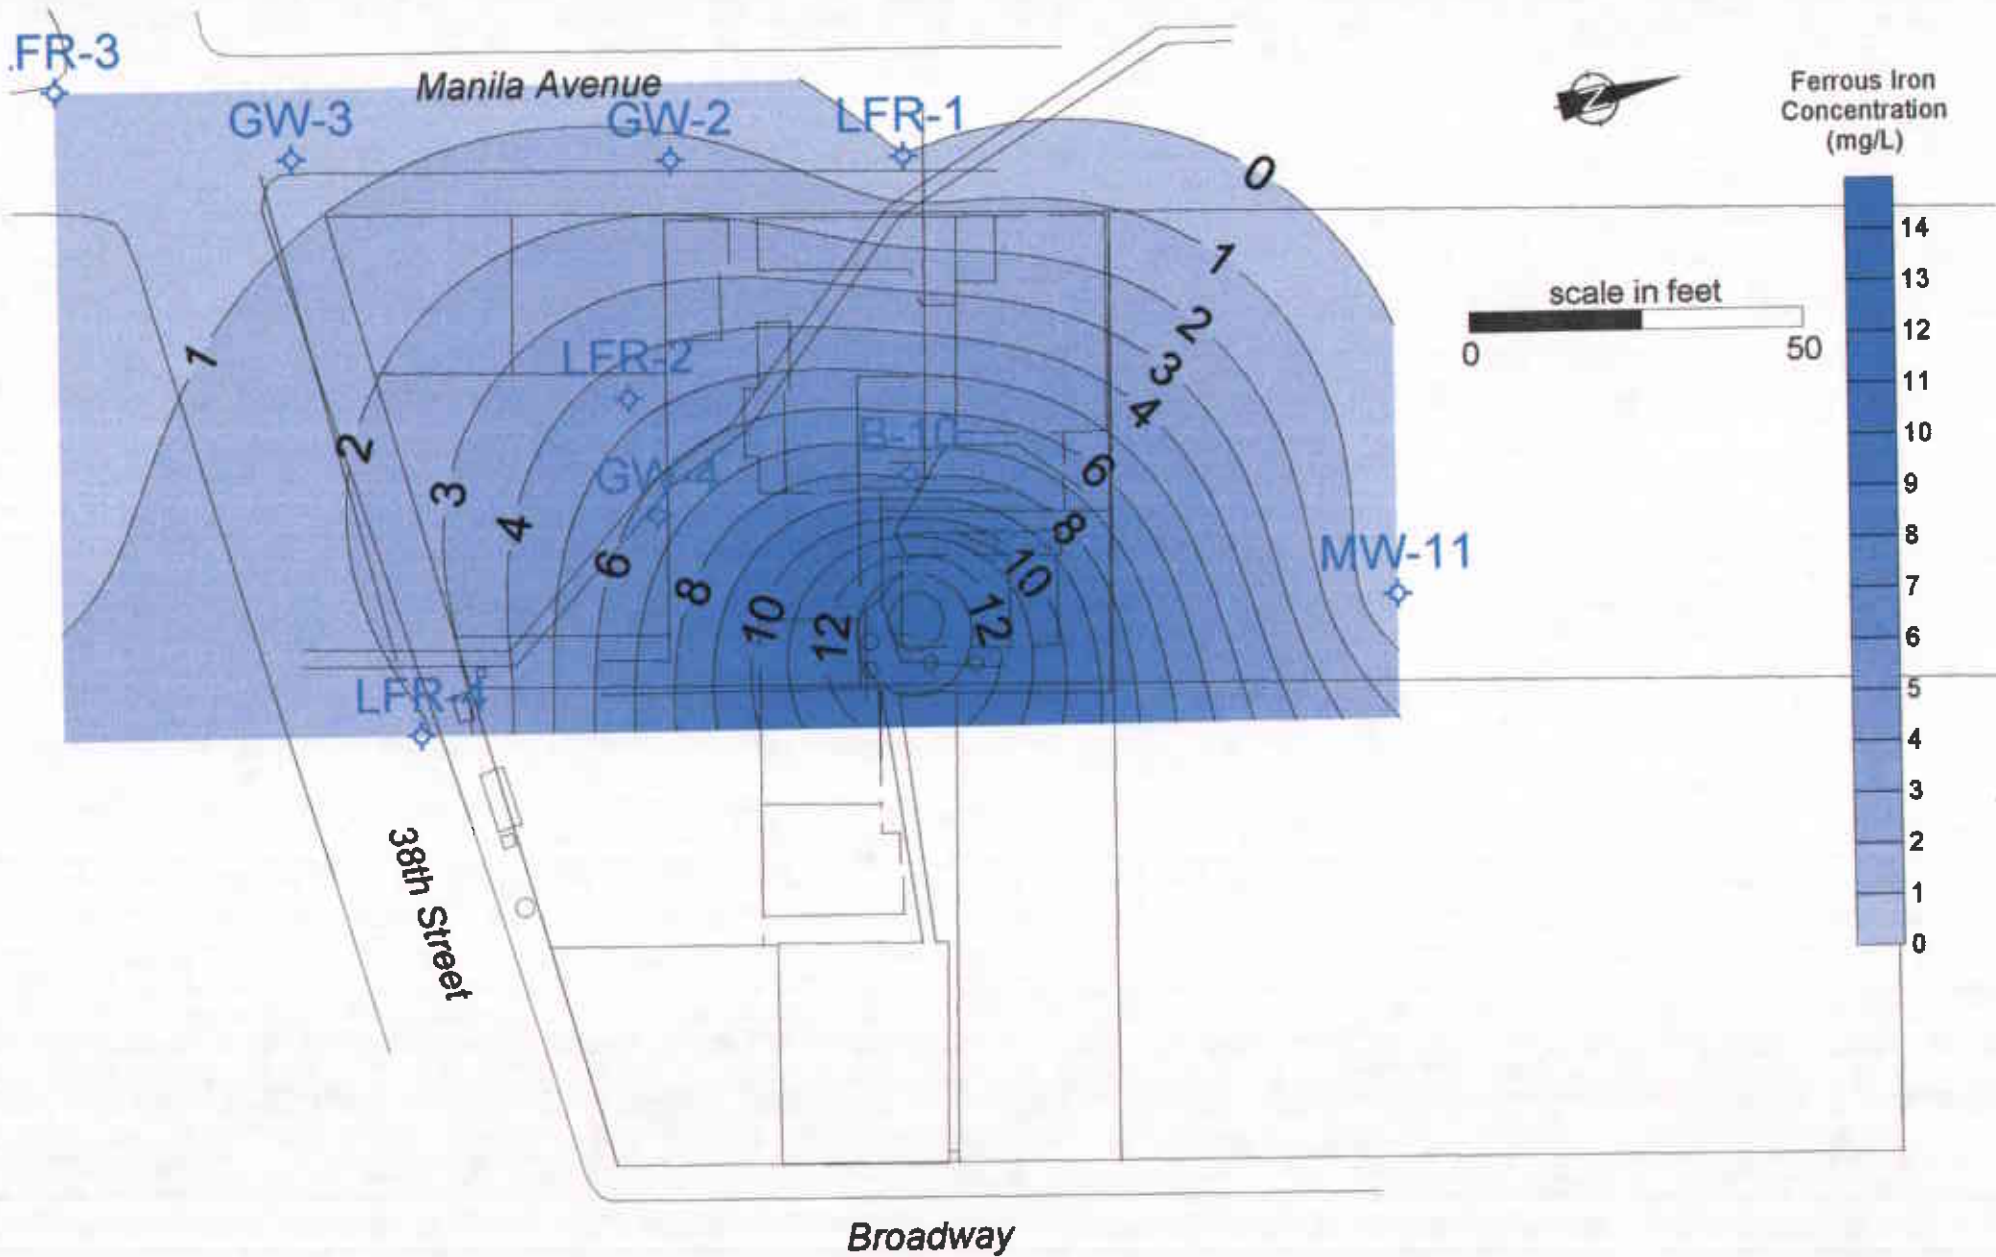 .FR-3
Manila Avenue
GW-3
GW-2
LFR-1
0
Ferrous Iron
Concentration
(mg/L)
1
14
13
scale in feet
12
0
50
11
2
3
4
10
9
8
7
6
5
4
3
2
1
0
1
LFR-2
2
B-10
GW-4
3
4
6
6
8
8
10
10
12
12
MW-11
LFR-4
38th Street
Broadway